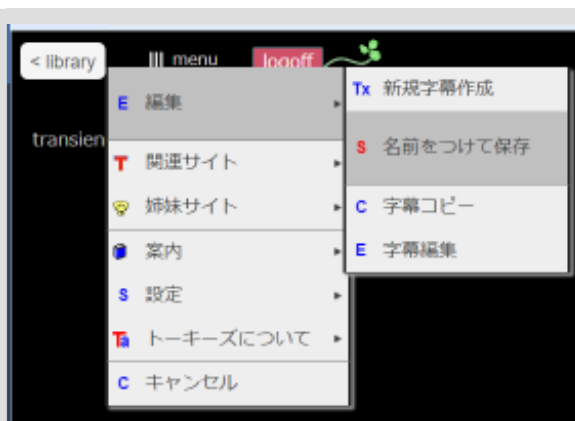 < library
menu
logoff
transien
E 編集
T 関連サイト
姉妹サイト
案内
S 設定
Ta トーキーズについて
C キャンセル
Tx 新規字幕作成
S 名前をつけて保存
C 字幕コピー
E 字幕編集